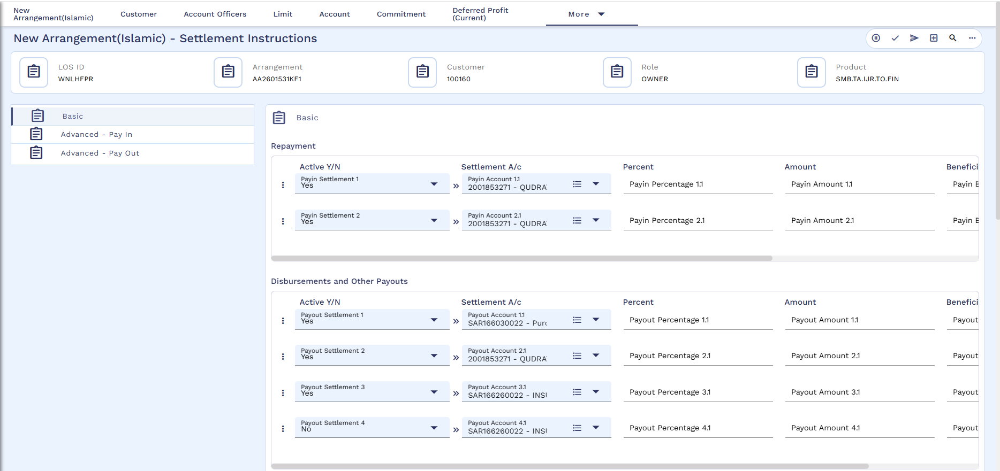 New
Arrangement(Islamic)
Customer
Account Officers
Limit
Account
Commitment
Deferred Profit
(Current)
More
New Arrangement(Islamic) - Settlement Instructions
LOS ID
WNLHFPR
Arrangement
AA2601531KF1
Customer
100160
Role
OWNER
Product
SMB.TA.IJR.TO.FIN
Basic
Advanced - Pay In
Advanced - Pay Out
Basic
Repayment
Active Y/N Settlement A/c Percent Amount Benefici
Payin Settlement 1
Yes
Payin Account 1.1
2001853271 - QUDRA
Payin Percentage 1.1
Payin Amount 1.1
Payin
Payin Settlement 2
Yes
Payin Account 2.1
2001853271 - QUDRA
Payin Percentage 2.1
Payin Amount 2.1
Payin
Disbursements and Other Payouts
Active Y/N Settlement A/c Percent Amount Benefici
Payout Settlement 1
Yes
Payout Account 1.1
SAR166030022 - Pur
Payout Percentage 1.1
Payout Amount 1.1
Payout
Payout Settlement 2
Yes
Payout Account 2.1
2001853271 - QUDRA
Payout Percentage 2.1
Payout Amount 2.1
Payout
Payout Settlement 3
Yes
Payout Account 3.1
SAR166260022 - INS
Payout Percentage 3.1
Payout Amount 3.1
Payout
Payout Settlement 4
No
Payout Account 4.1
SAR166260022 - INS
Payout Percentage 4.1
Payout Amount 4.1
Payout